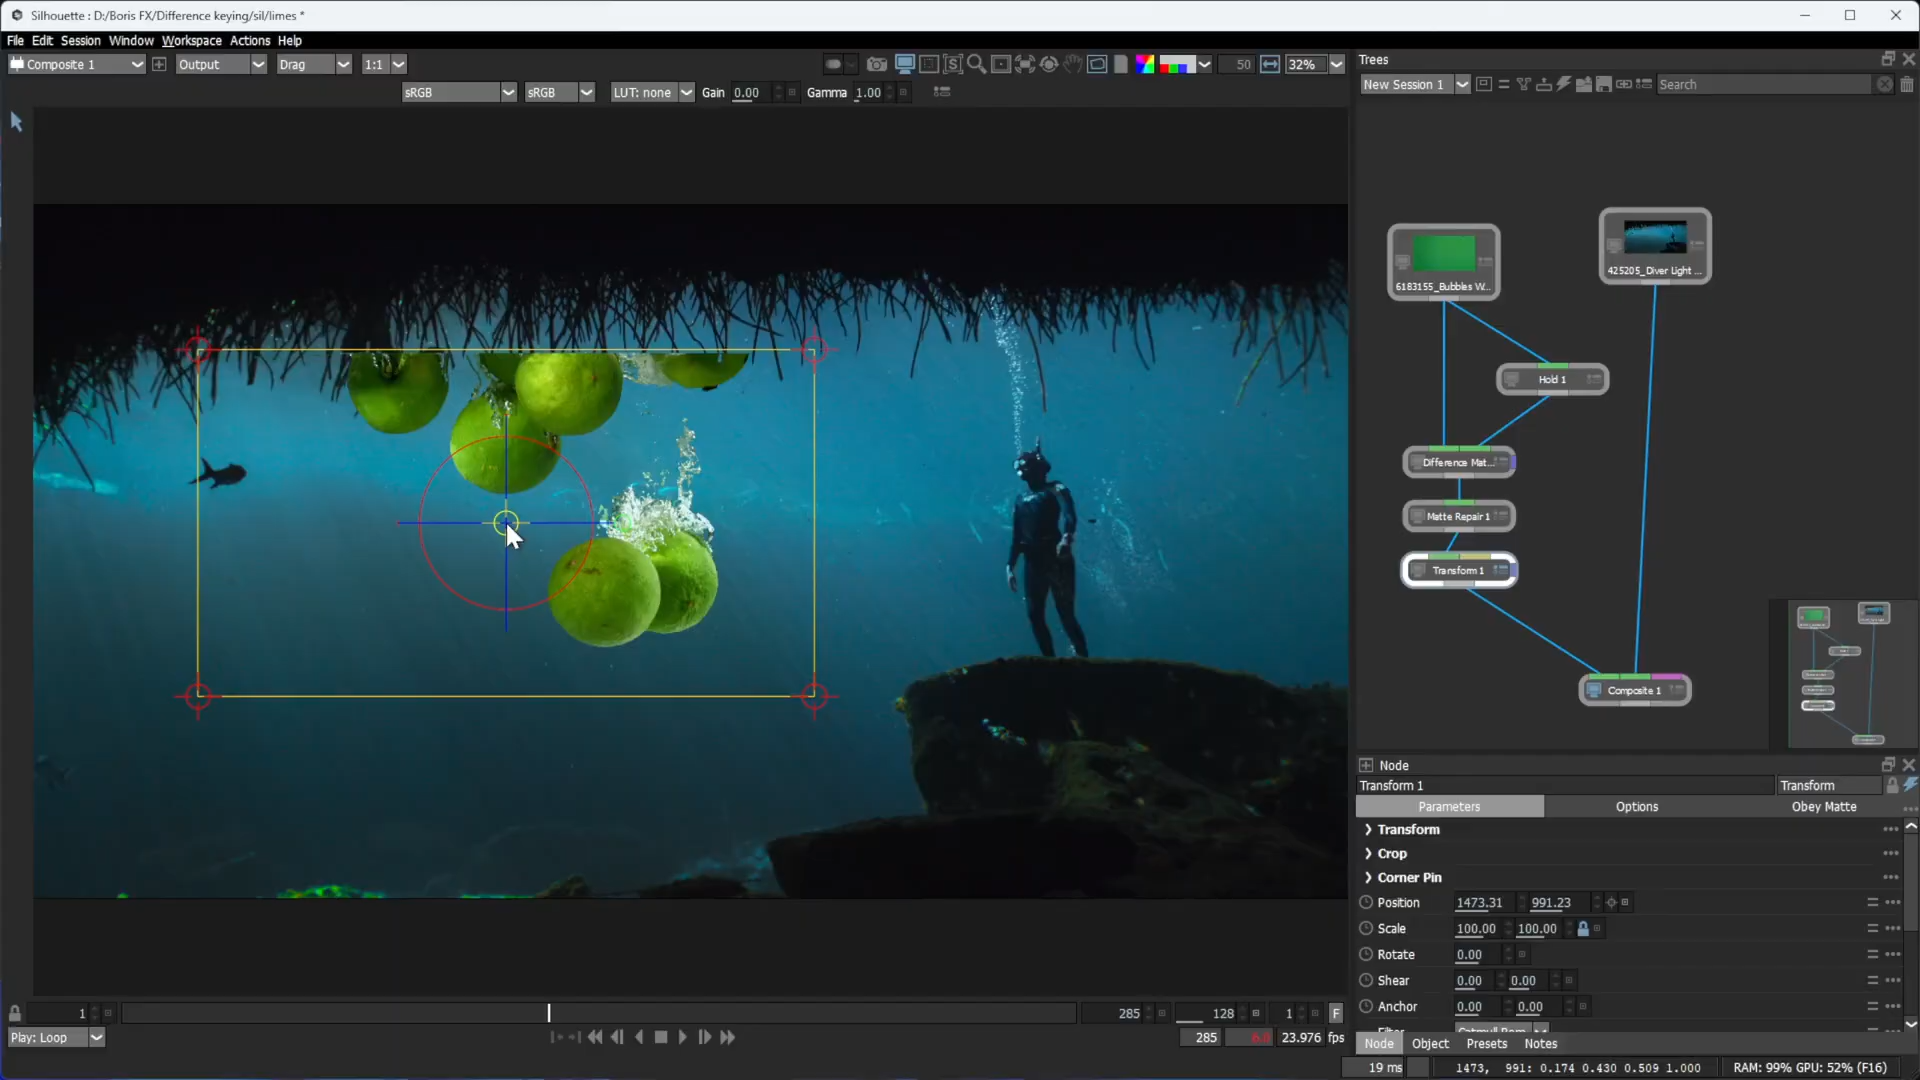 Silhouette : D:/Boris FX/Difference keying/sil/limes *
File Edit Session Window Workspace Actions Help
Composite 1 Output Drag 1:1 50 32%
sRGB sRGB LUT: none Gain 0.00 Gamma 1.00
Trees
New Session 1 Search
6183155_Bubbles W...
425205_Diver Light ...
Hold 1
Difference Mat...
Matte Repair 1
Transform 1
Composite 1
Node
Transform 1 Transform
Parameters Options Obey Matte
Transform
Crop
Corner Pin
Position 1473.31 991.23
Scale 100.00 100.00
Rotate 0.00
Shear 0.00 0.00
Anchor 0.00 0.00
Node Object Presets Notes
1 285 128 1 F
Play: Loop 285 6.0 23.976 fps
19 ms 1473, 991: 0.174 0.430 0.509 1.000 RAM: 99% GPU: 52% (F16)